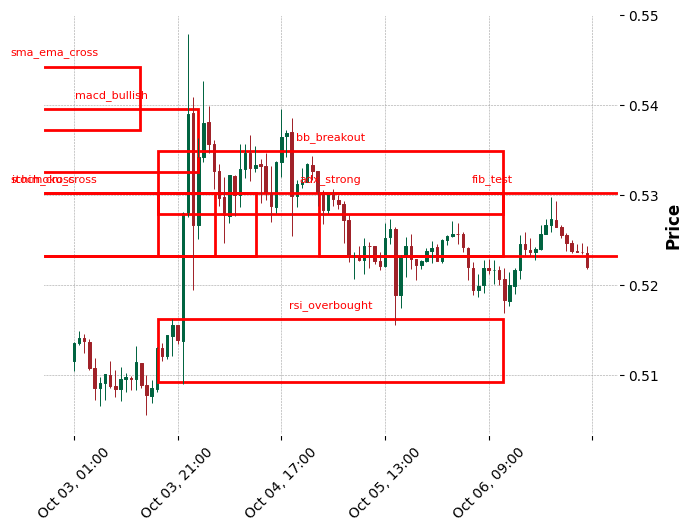 0.55
sma_ema_cross
macd_bullish
0.54
bb_breakout
adx_strong
fib_test
0.53
Price
0.52
rsi_overbought
0.51
Oct 03, 01:00
Oct 03, 21:00
Oct 04, 17:00
Oct 05, 13:00
Oct 06, 09:00